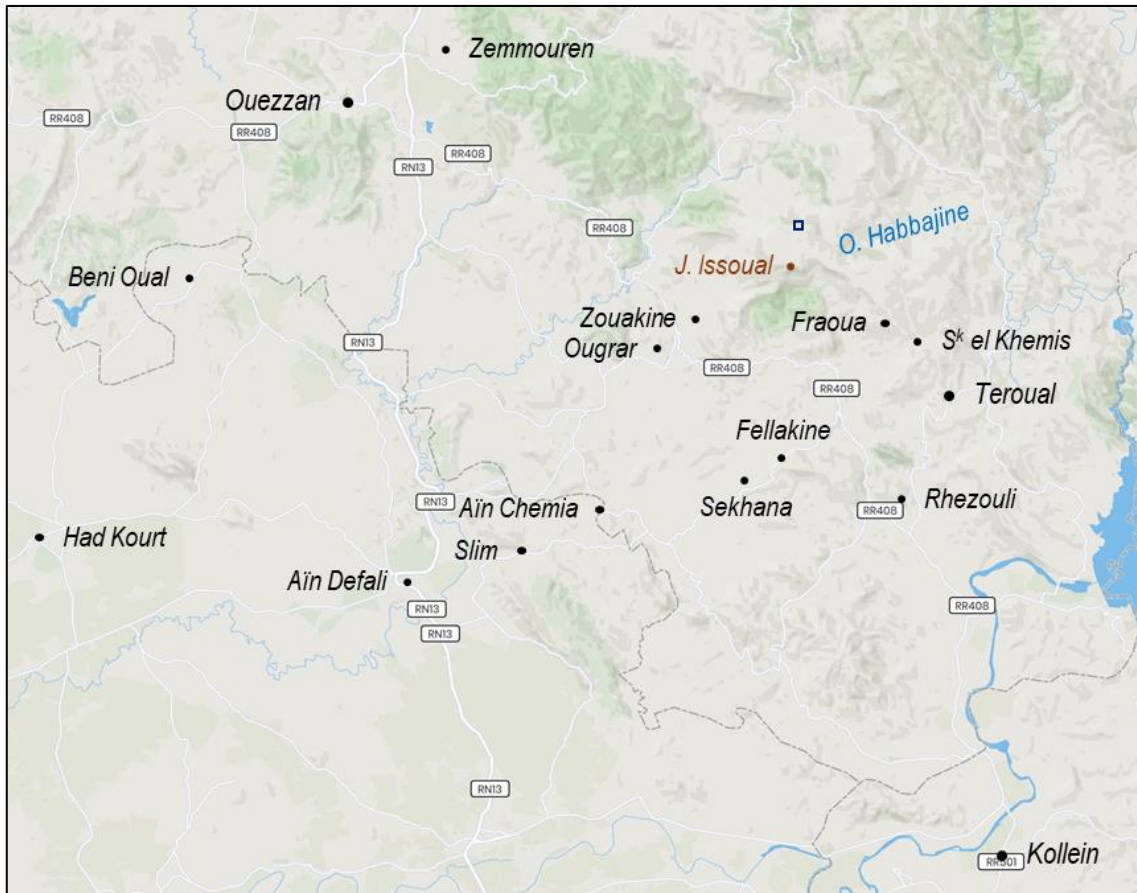 Zemmouren
Ouezzan
RR408
RR408
RR408
RN13
RR408
O. Habbajine
J. Issoual
Beni Oual
Zouakine
Fraoua
RN13
Ougrar
Sᵏ el Khemis
RR408
RR408
Teroual
Fellakine
Sekhana
RN13
Rhezouli
RR408
Aïn Chemia
Had Kourt
Slim
Aïn Defali
RN13
RR408
RN13
RN13
Kollein